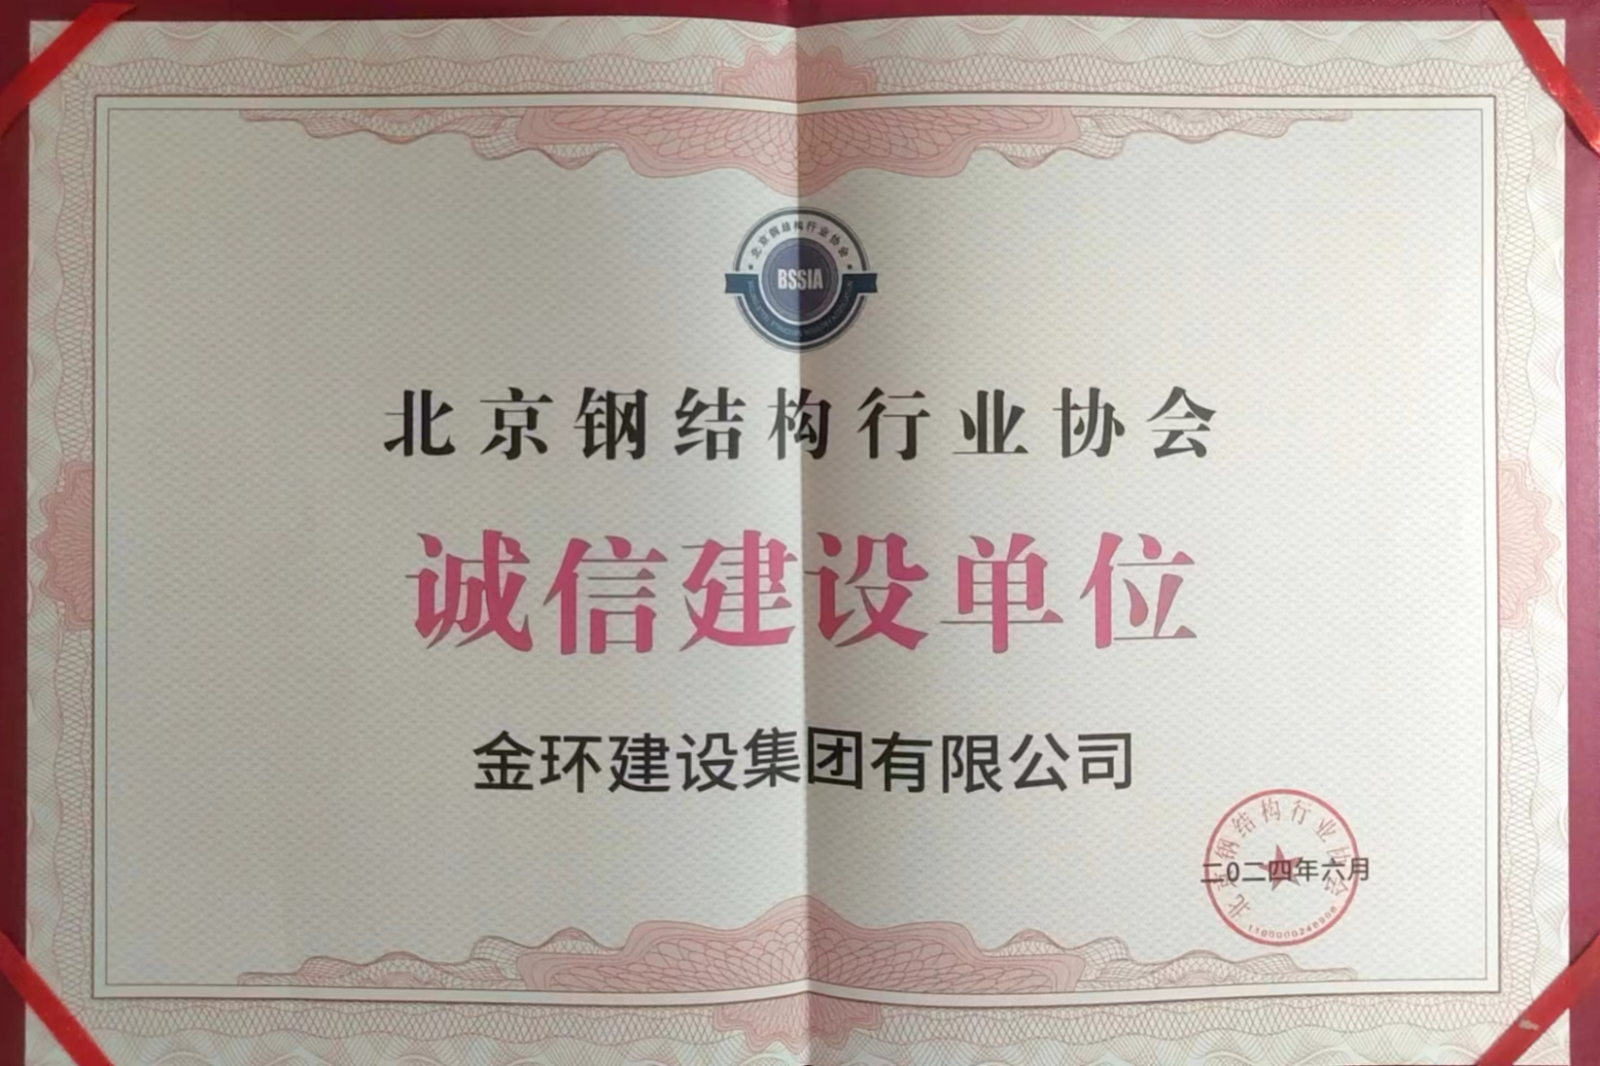 北京钢结构行业协会
BSSIA
北京钢结构行业协会
诚信建设单位
金环建设集团有限公司
北京钢结构行业协会
二0二四年六月